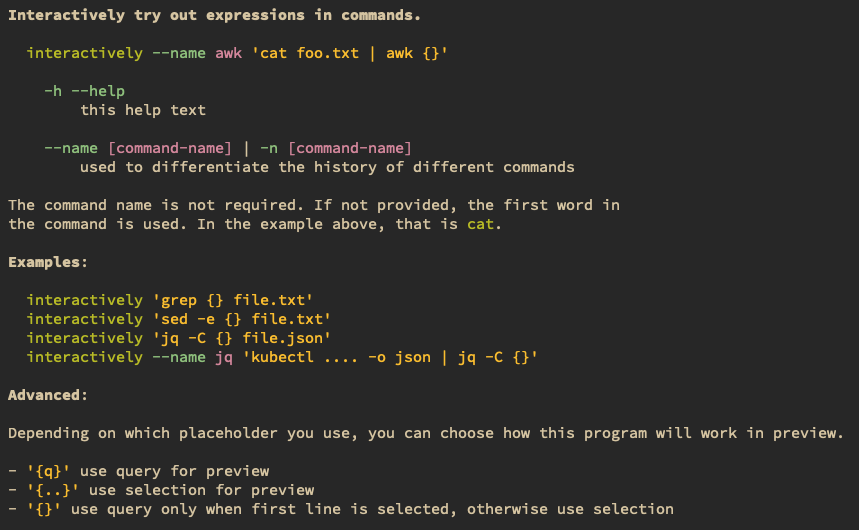 Interactively try out expressions in commands.
interactively --name awk 'cat foo.txt | awk {}'
-h --help
this help text
--name [command-name] | -n [command-name]
used to differentiate the history of different commands
The command name is not required. If not provided, the first word in
the command is used. In the example above, that is cat.
Examples:
interactively 'grep {} file.txt'
interactively 'sed -e {} file.txt'
interactively 'jq -C {} file.json'
interactively --name jq 'kubectl .... -o json | jq -C {}'
Advanced:
Depending on which placeholder you use, you can choose how this program will work in preview.
- '{q}' use query for preview
- '{..}' use selection for preview
- '{}' use query only when first line is selected, otherwise use selection